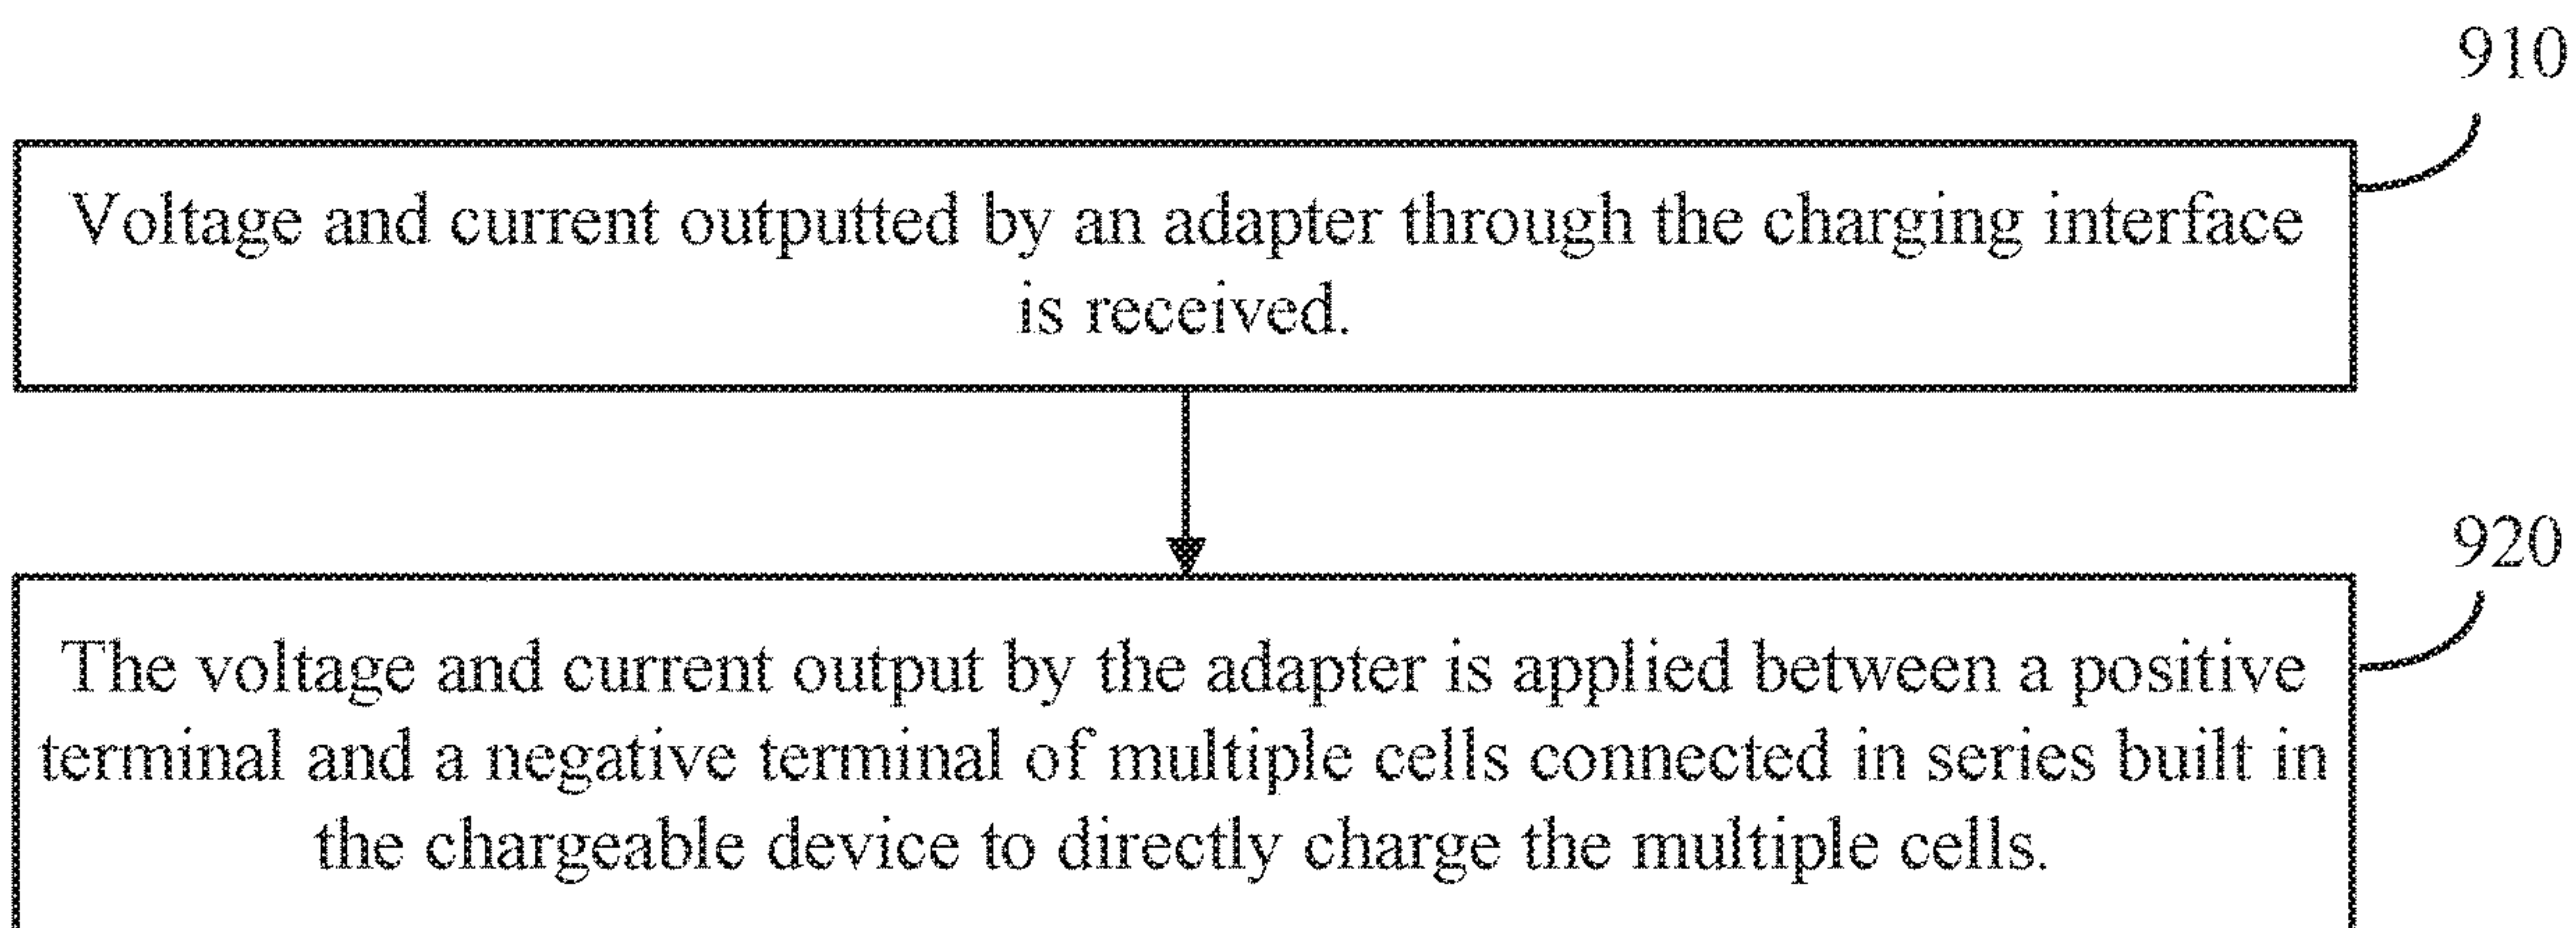 910
Voltage and current outputted by an adapter through the charging interface
is received.
920
The voltage and current output by the adapter is applied between a positive
terminal and a negative terminal of multiple cells connected in series built in
the chargeable device to directly charge the multiple cells.